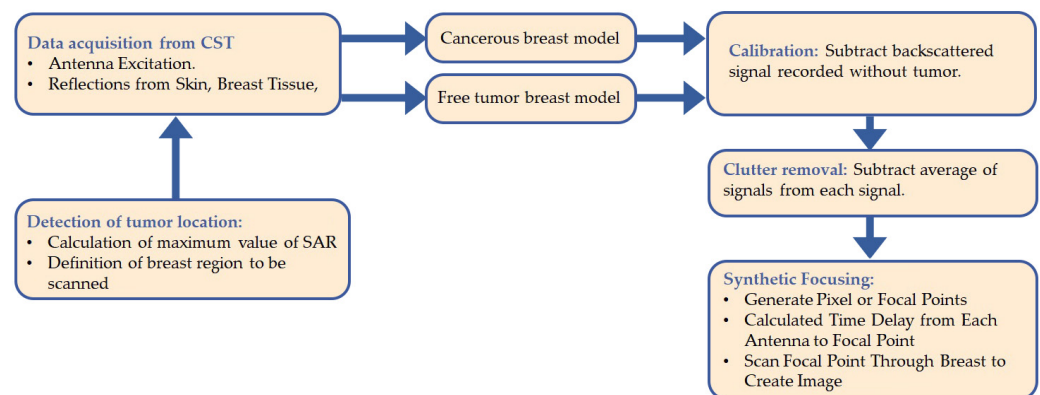 Data acquisition from CST
• Antenna Excitation.
• Reflections from Skin, Breast Tissue,
Cancerous breast model
Free tumor breast model
Calibration: Subtract backscattered
signal recorded without tumor.
Clutter removal: Subtract average of
signals from each signal.
Detection of tumor location:
• Calculation of maximum value of SAR
• Definition of breast region to be
scanned
Synthetic Focusing:
• Generate Pixel or Focal Points
• Calculated Time Delay from Each
Antenna to Focal Point
• Scan Focal Point Through Breast to
Create Image